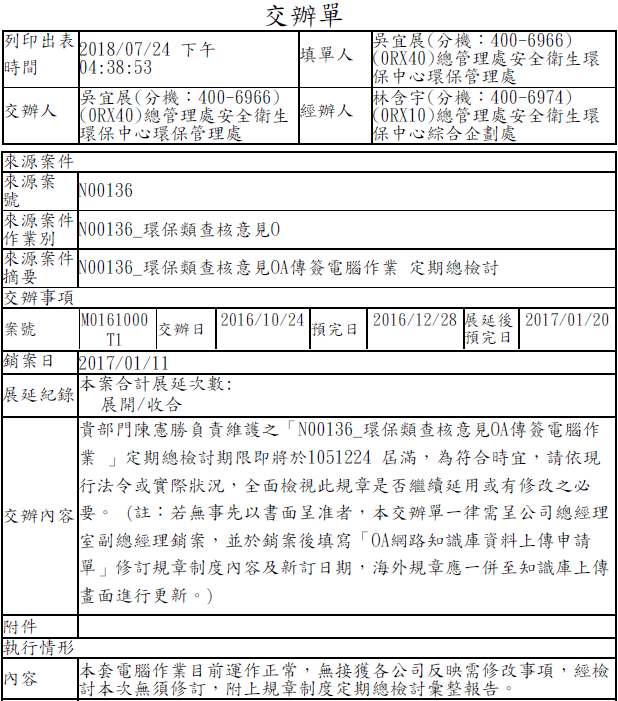 交辦單
列印出表時間
2018/07/24 下午
04:38:53
填單人
吳宜展(分機：400-6966)
(0RX40)總管理處安全衛生環
保中心環保管理處
交辦人
吳宜展(分機：400-6966)
(0RX40)總管理處安全衛生
環保中心環保管理處
經辦人
林含宇(分機：400-6974)
(0RX10)總管理處安全衛生環
保中心綜合企劃處
來源案件
來源案
號
N00136
來源案件
作業別
N00136_環保類查核意見O
來源案件
摘要
N00136_環保類查核意見OA傳簽電腦作業 定期總檢討
交辦事項
案號
M0161000
T1
交辦日
2016/10/24
預完日
2016/12/28
展延後
預完日
2017/01/20
銷案日
2017/01/11
展延紀錄
本案合計展延次數:
展開/收合
交辦內容
貴部門陳憲勝負責維護之「N00136_環保類查核意見OA傳簽電腦作
業 」定期總檢討期限即將於1051224 屆滿，為符合時宜，請依現
行法令或實際狀況，全面檢視此規章是否繼續延用或有修改之必
要。 (註：若無事先以書面呈准者，本交辦單一律需呈公司總經理
室副總經理銷案，並於銷案後填寫「OA網路知識庫資料上傳申請
單」修訂規章制度內容及新訂日期，海外規章應一併至知識庫上傳
畫面進行更新。)
附件
執行情形
內容
本套電腦作業目前運作正常，無接獲各公司反映需修改事項，經檢
討本次無須修訂，附上規章制度定期總檢討彙整報告。